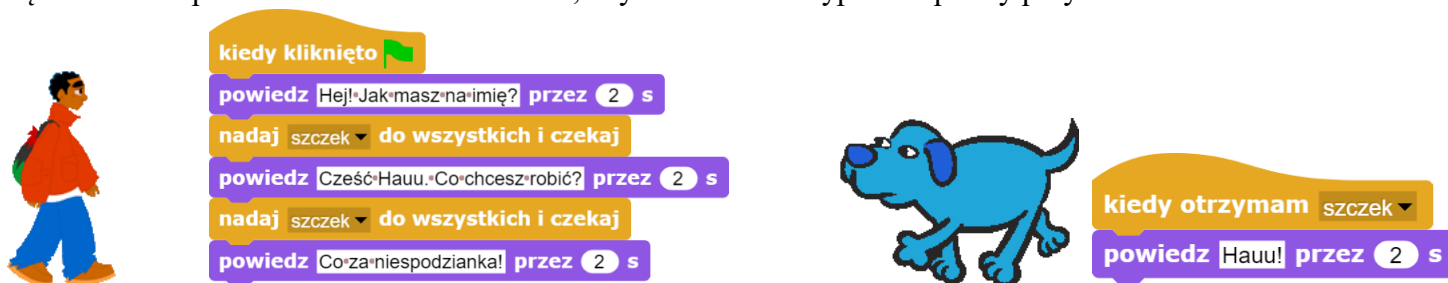 kiedy kliknięto
powiedz Hej! Jak masz na imię? przez 2 s
nadaj szczek do wszystkich i czekaj
powiedz Cześć Hauu. Co chcesz robić? przez 2 s
nadaj szczek do wszystkich i czekaj
powiedz Co za niespodzianka! przez 2 s
kiedy otrzymam szczek
powiedz Hauu! przez 2 s